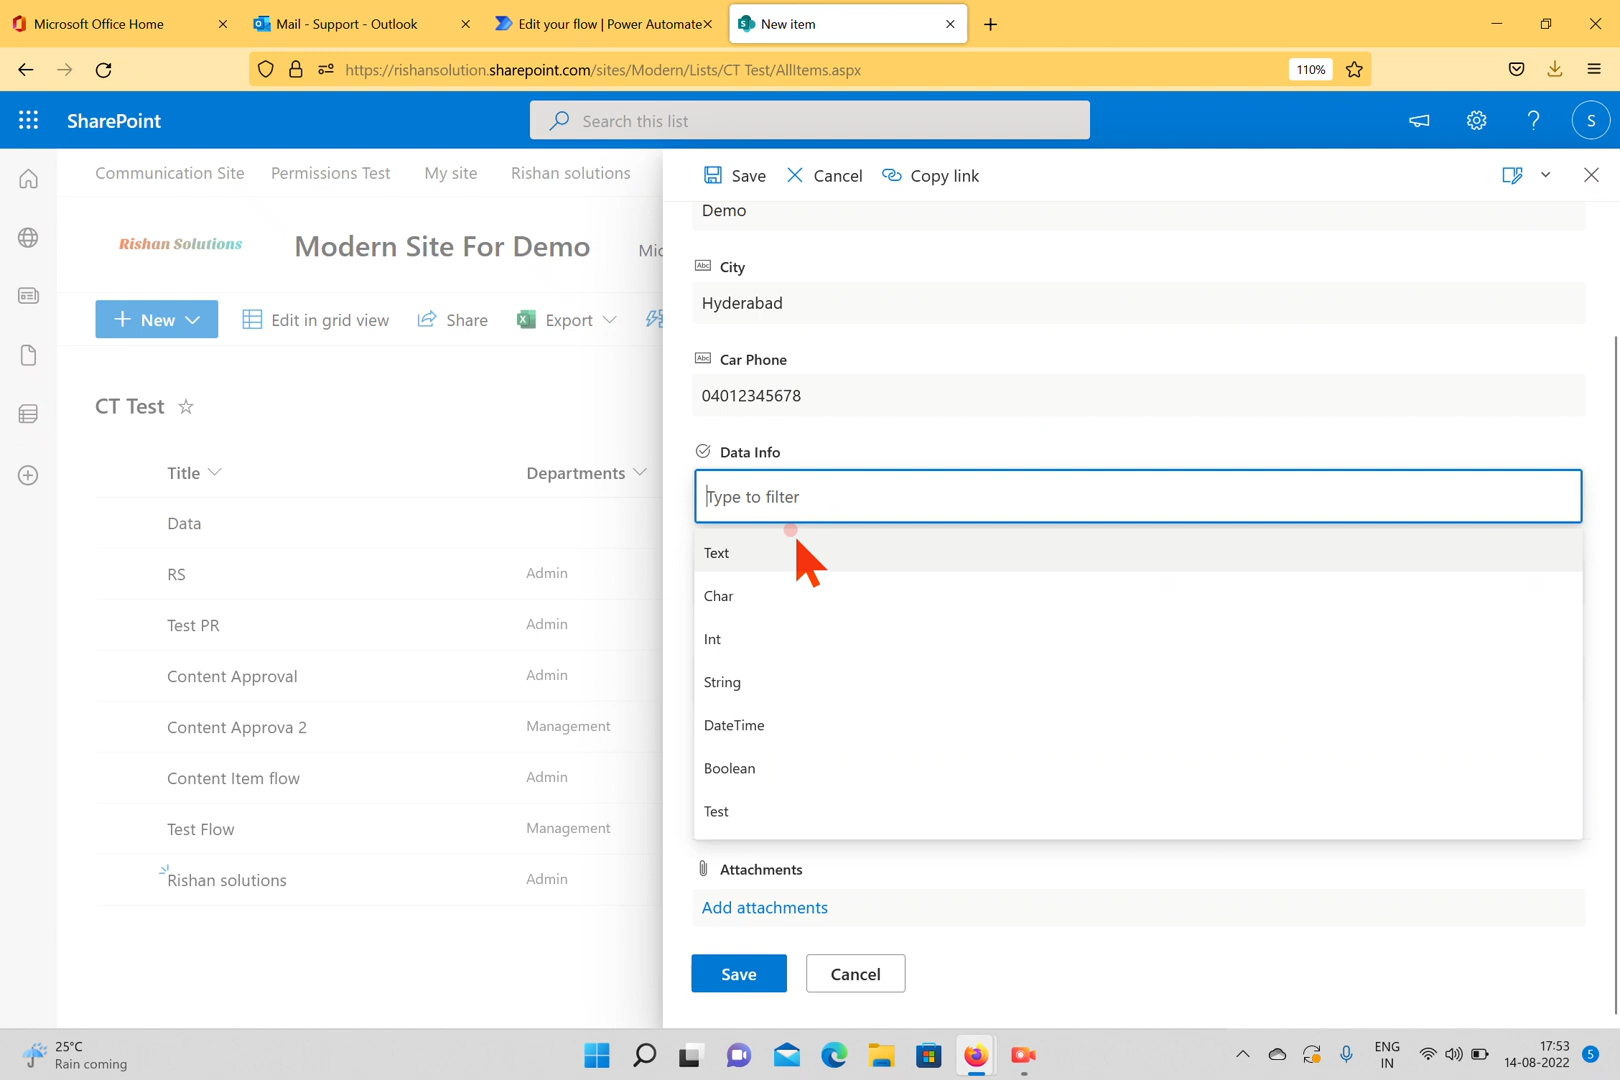 Microsoft Office Home
Mail - Support - Outlook
Edit your flow | Power Automate
New item
https://rishansolution.sharepoint.com/sites/Modern/Lists/CT Test/AllItems.aspx
110%
SharePoint
Search this list
?
S
Communication Site
Permissions Test
My site
Rishan solutions
Save
Cancel
Copy link
Demo
Rishan Solutions
Modern Site For Demo
Mic
Abc City
Hyderabad
New
Edit in grid view
Share
Export
Abc Car Phone
04012345678
CT Test
Data Info
Type to filter
Title
Departments
Data
RS
Admin
Test PR
Admin
Content Approval
Admin
Content Approva 2
Management
Content Item flow
Admin
Test Flow
Management
Rishan solutions
Admin
Text
Char
Int
String
DateTime
Boolean
Test
Attachments
Add attachments
Save
Cancel
25°C
Rain coming
ENG
IN
17:53
14-08-2022
5